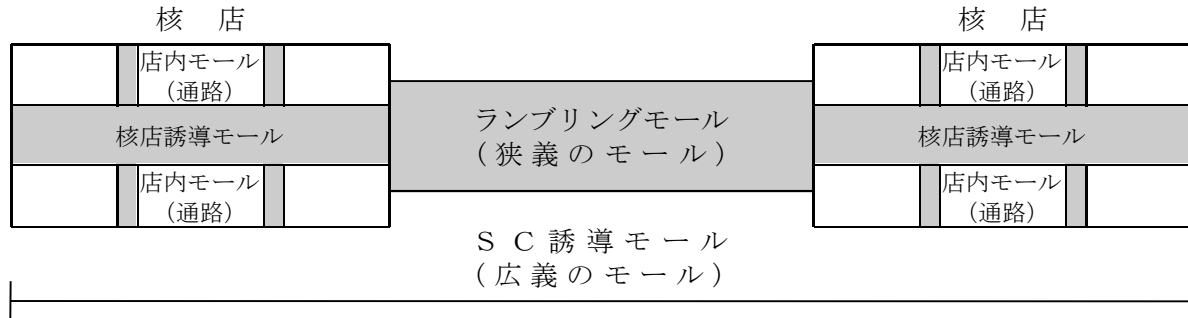 核　店
店内モール
（通路）
核店誘導モール
店内モール
（通路）
ランブリングモール
（狭義のモール）
ＳＣ誘導モール
（広義のモール）
核　店
店内モール
（通路）
核店誘導モール
店内モール
（通路）